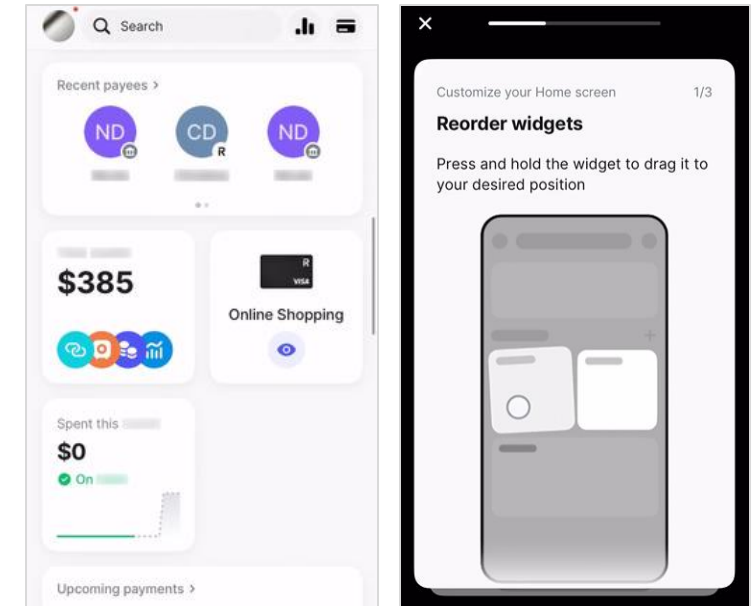 Search
Recent payees >
ND
CD
R
ND
$385
R
VISA
Online Shopping
Spent this
$0
On
Upcoming payments >
Customize your Home screen
1/3
Reorder widgets
Press and hold the widget to drag it to
your desired position